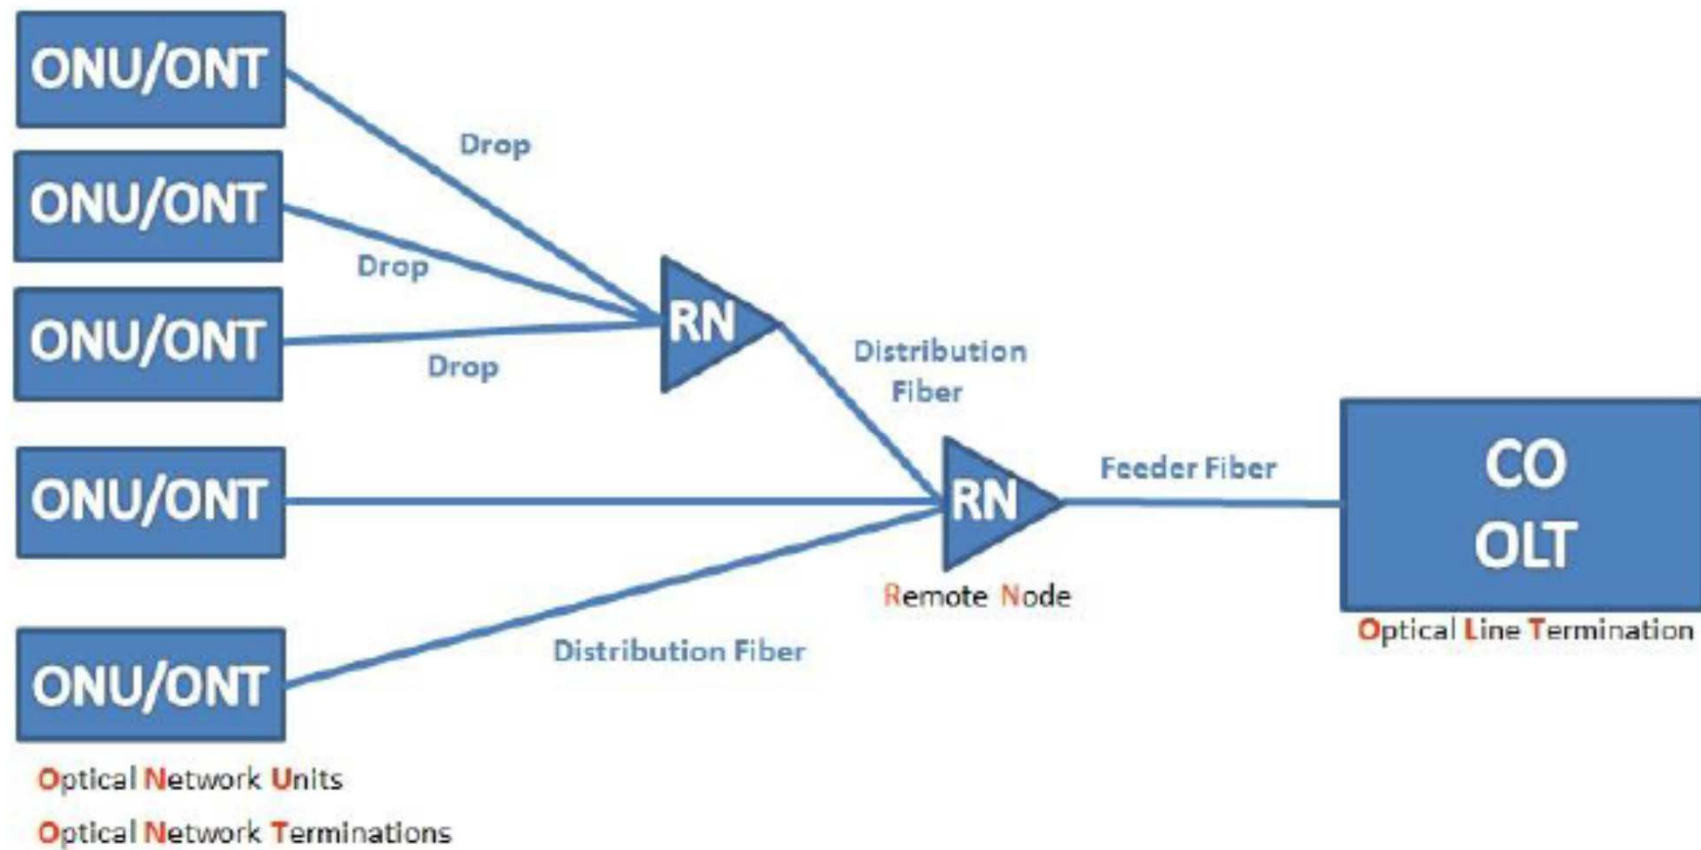 ONU/ONT
Drop
ONU/ONT
Drop
ONU/ONT
Drop
RN
Distribution
Fiber
ONU/ONT
RN
Feeder Fiber
CO
OLT
Remote Node
Optical Line Termination
Distribution Fiber
ONU/ONT
Optical Network Units
Optical Network Terminations